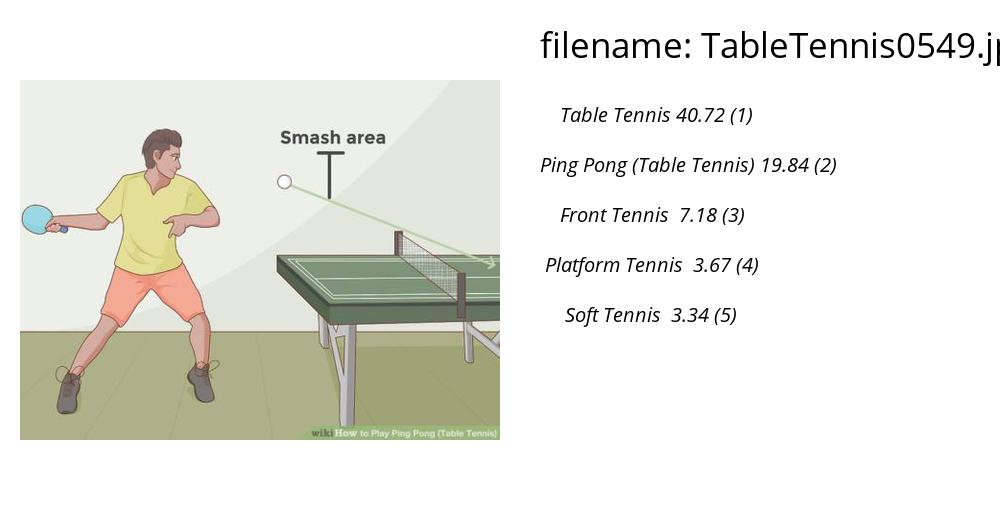 filename: TableTennis0549.jp
Smash area
Table Tennis 40.72 (1)
Ping Pong (Table Tennis) 19.84 (2)
Front Tennis 7.18 (3)
Platform Tennis 3.67 (4)
Soft Tennis 3.34 (5)
wikiHow to Play Ping Pong (Table Tennis)